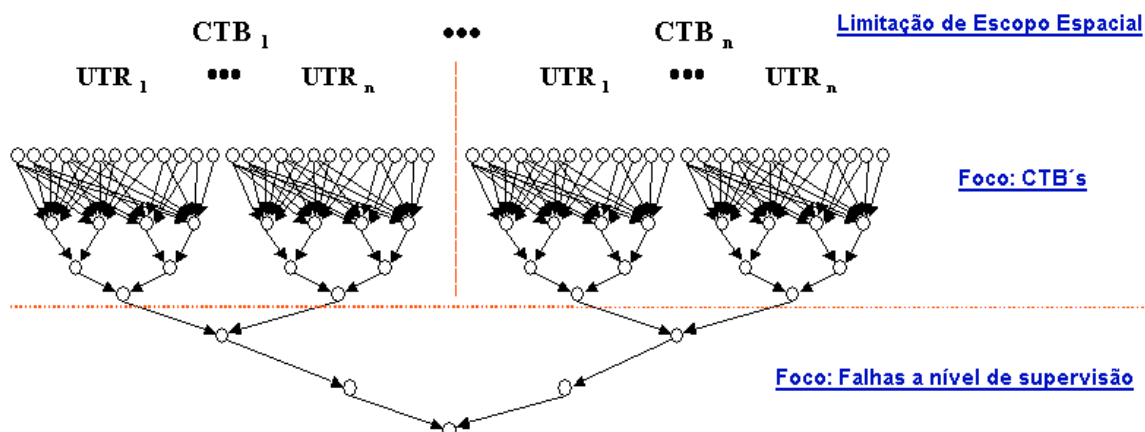 Limitação de Escopo Espacial
CTB 1 ••• CTB n
UTR 1 ••• UTR n UTR 1 ••• UTR n
Foco: CTB´s
Foco: Falhas a nível de supervisão